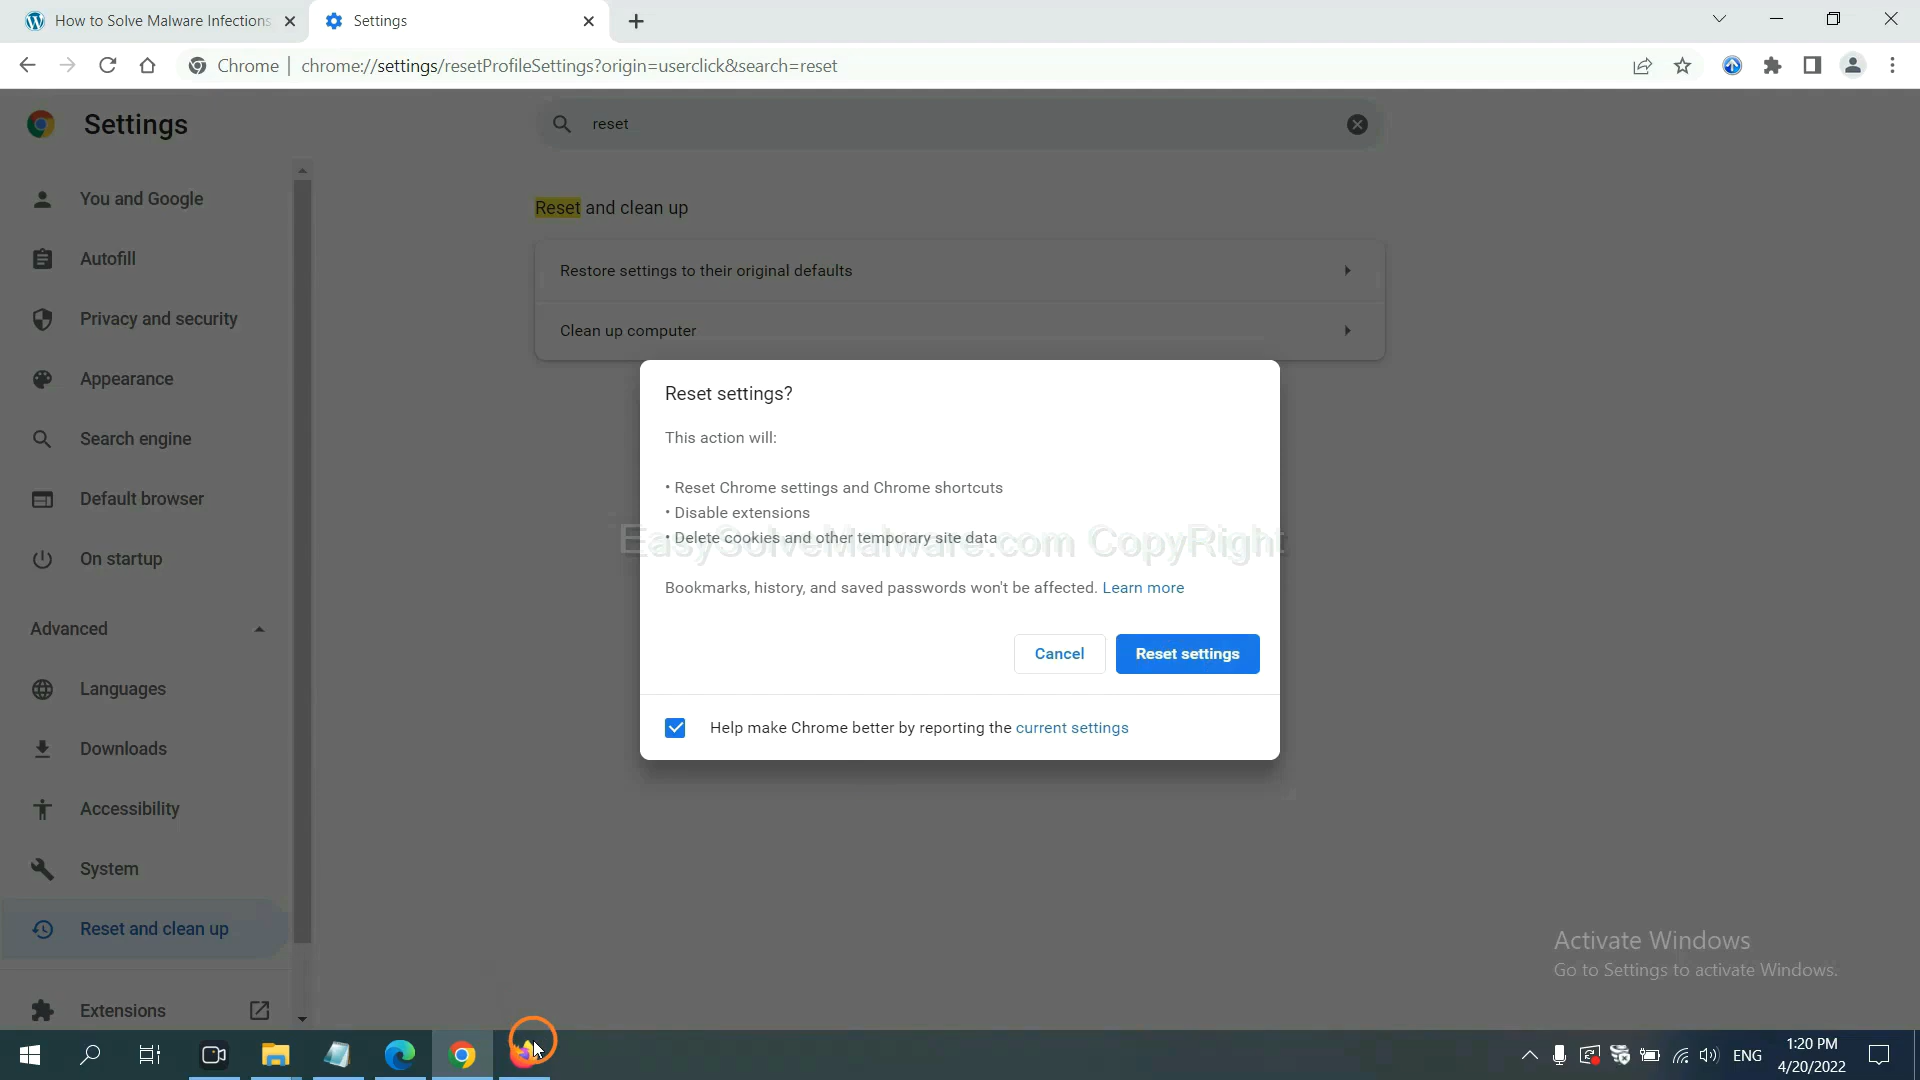 How to Solve Malware Infections
Settings
Chrome | chrome://settings/resetProfileSettings?origin=userclick&search=reset
Settings
reset
You and Google
Autofill
Privacy and security
Appearance
Search engine
Default browser
On startup
Advanced
Languages
Downloads
Accessibility
System
Reset and clean up
Extensions
Reset and clean up
Restore settings to their original defaults
Clean up computer
Reset settings?
This action will:
• Reset Chrome settings and Chrome shortcuts
• Disable extensions
• Delete cookies and other temporary site data
EasySolveMalware.com CopyRight
Bookmarks, history, and saved passwords won't be affected. Learn more
Cancel
Reset settings
Help make Chrome better by reporting the current settings
Activate Windows
Go to Settings to activate Windows.
ENG
1:20 PM
4/20/2022